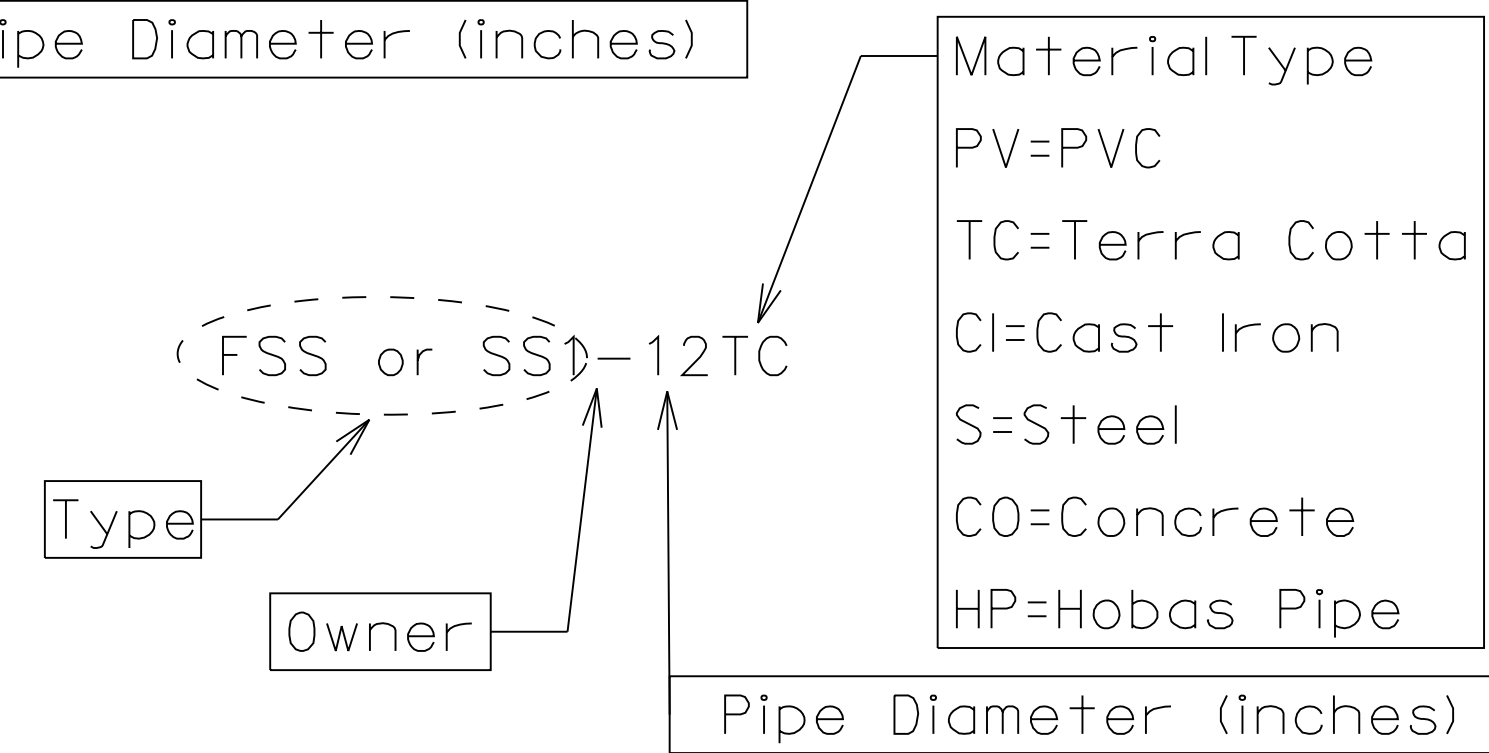 ipe Diameter (inches)
Material Type
PV=PVC
TC=Terra Cotta
CI=Cast Iron
S=Steel
CO=Concrete
HP=Hobas Pipe
FSS or SS1-12TC
Type
Owner
Pipe Diameter (inches)